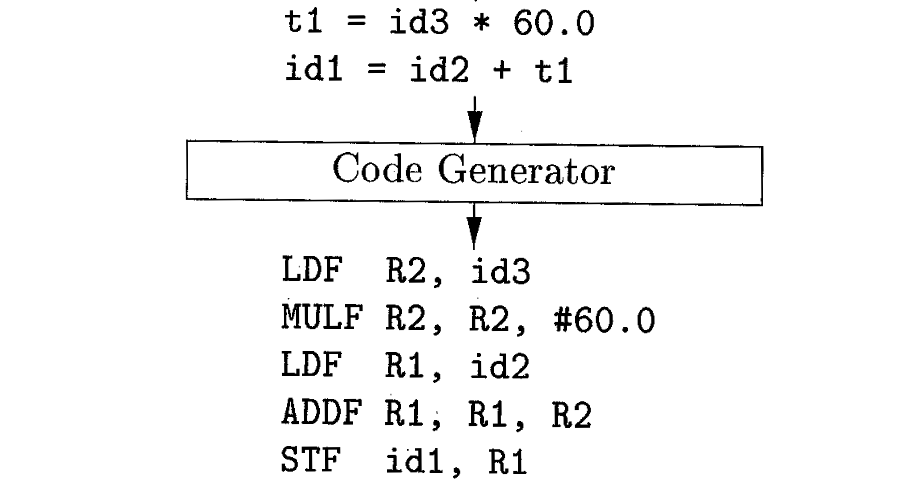 t1 = id3 * 60.0
id1 = id2 + t1
Code Generator
LDF R2, id3
MULF R2, R2, #60.0
LDF R1, id2
ADDF R1, R1, R2
STF id1, R1